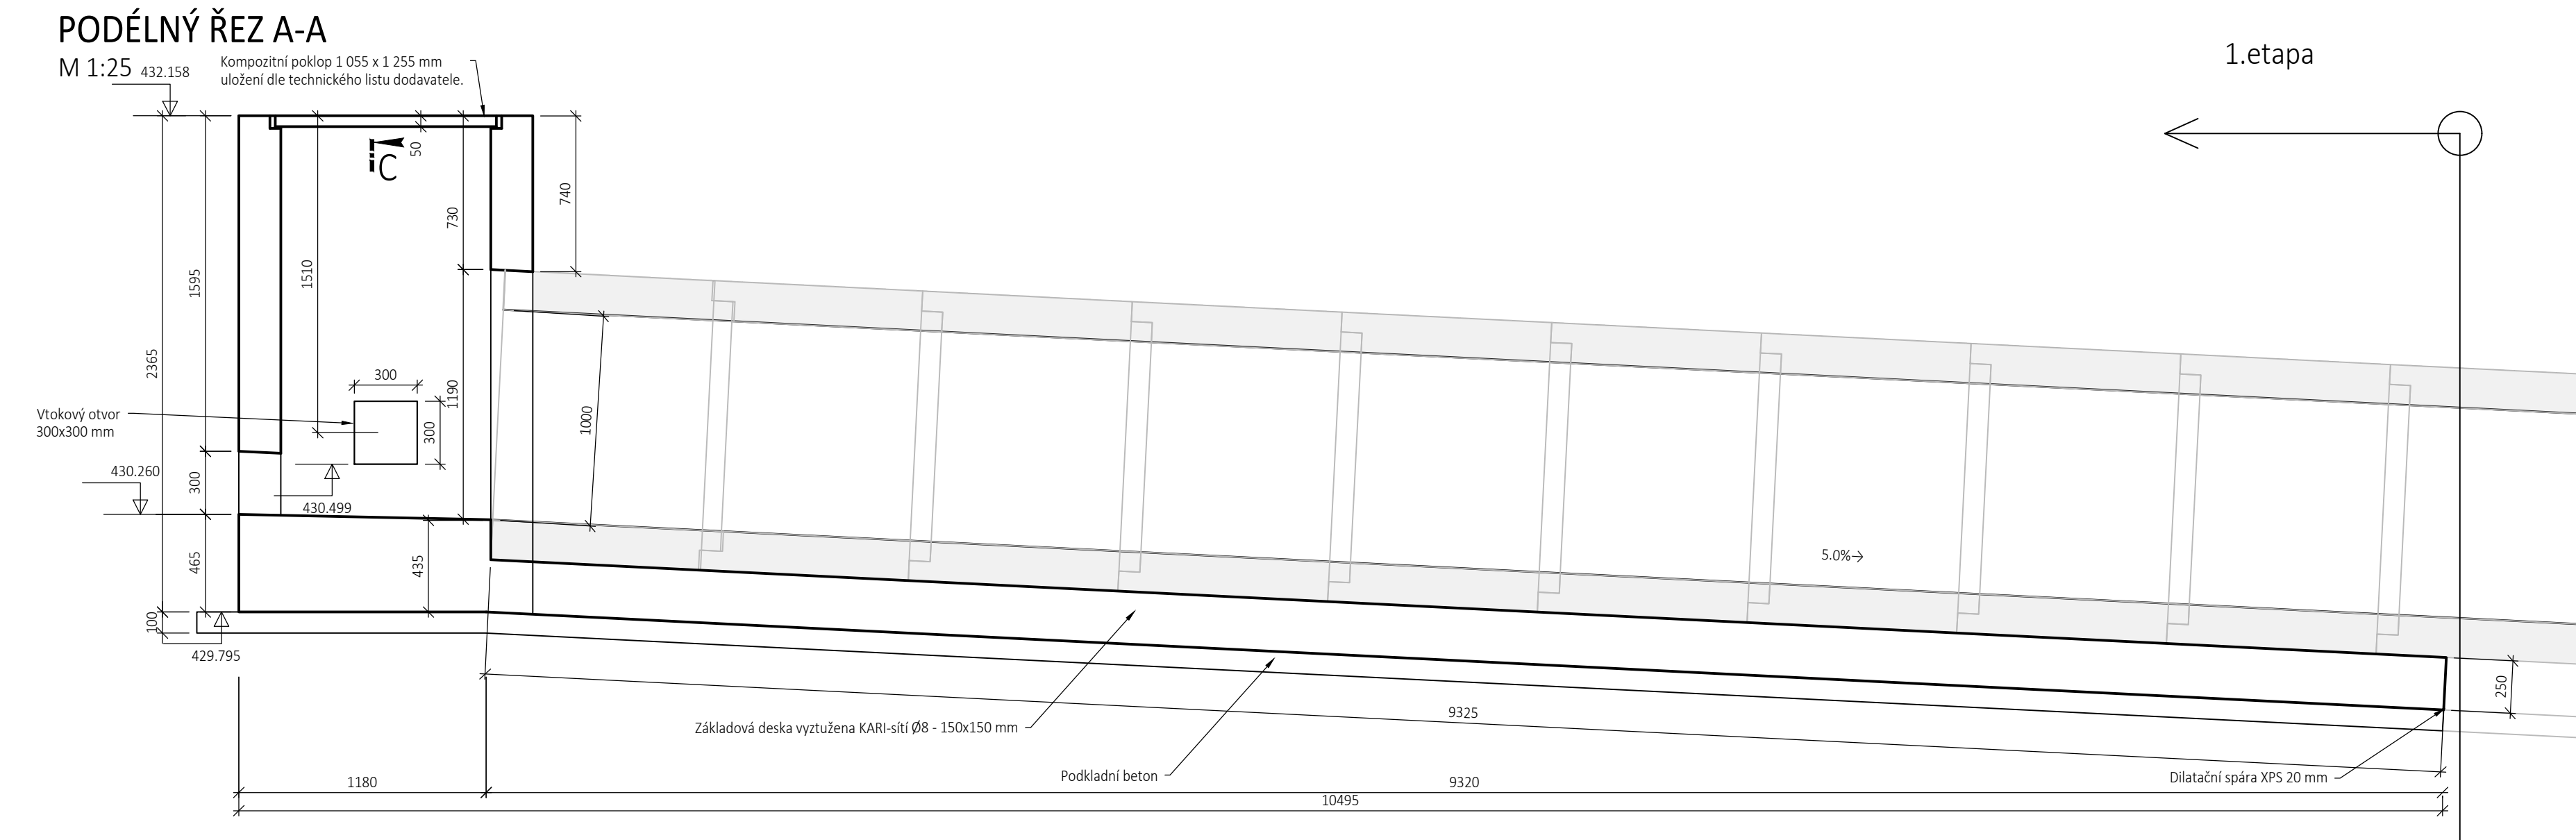 PODÉLNÝ ŘEZ A-A
M 1:25
432.158
Kompozitní poklop 1 055 x 1 255 mm
uložení dle technického listu dodavatele.
1.etapa
C
50
740
730
1510
1595
2365
300
1190
1000
Vtokový otvor
300x300 mm
300
430.260
300
430.499
465
435
5.0%
100
429.795
250
9325
Základová deska vyztužena KARI-sítí Ø8 - 150x150 mm
Podkladní beton
Dilatační spára XPS 20 mm
1180
9320
10495